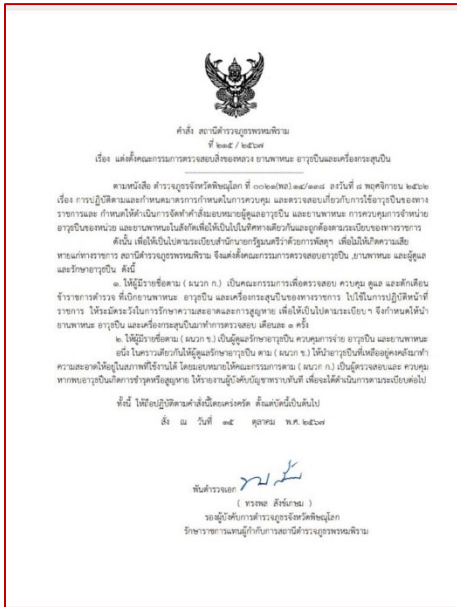 คำสั่ง สถานีตำรวจภูธรพรหมพิราม
ที่ ๒๑๕ / ๒๕๖๗
เรื่อง แต่งตั้งคณะกรรมการตรวจสอบสิ่งของหลวง ยานพาหนะ อาวุธปืนและเครื่องกระสุนปืน
ตามหนังสือ ตำรวจภูธรจังหวัดพิษณุโลก ที่ ๐๐๒๑(พล).๑๔/๑๑๘ ลงวันที่ ๘ พฤศจิกายน ๒๕๖๒
เรื่อง การปฏิบัติตามและกำหนดมาตรการกำหนดในการควบคุม และตรวจสอบเกี่ยวกับการใช้อาวุธปืนของทาง
ราชการและ กำหนดให้ดำเนินการจัดทำคำสั่งมอบหมายผู้ดูแลอาวุธปืน และยานพาหนะ การควบคุมการจำหน่าย
อาวุธปืนของหน่วย และยานพาหนะในสังกัดเพื่อให้เป็นไปในทิศทางเดียวกันและถูกต้องตามระเบียบของทางราชการ
ดังนั้น เพื่อให้เป็นไปตามระเบียบสำนักนายกรัฐมนตรีว่าด้วยการพัสดุฯ เพื่อไม่ให้เกิดความเสีย
หายแก่ทางราชการ สถานีตำรวจภูธรพรหมพิราม จึงแต่งตั้งคณะกรรมการตรวจสอบอาวุธปืน ,ยานพาหนะ และผู้ดูแล
และรักษาอาวุธปืน ดังนี้
๑. ให้ผู้มีรายชื่อตาม ( ผนวก ก.) เป็นคณะกรรมการเพื่อตรวจสอบ ควบคุม ดูแล และตักเตือน
ข้าราชการตำรวจ ที่เบิกยานพาหนะ อาวุธปืน และเครื่องกระสุนปืนของทางราชการ ไปใช้ในการปฏิบัติหน้าที่
ราชการ ให้ระมัดระวังในการรักษาความสะอาดและการสูญหาย เพื่อให้เป็นไปตามระเบียบ ฯ จึงกำหนดให้นำ
ยานพาหนะ อาวุธปืน และเครื่องกระสุนปืนมาทำการตรวจสอบ เดือนละ ๑ ครั้ง
๒. ให้ผู้มีรายชื่อตาม ( ผนวก ข.) เป็นผู้ดูแลรักษาอาวุธปืน ควบคุมการจ่าย อาวุธปืน และยานพาหนะ
อนึ่ง ในคราวเดียวกันให้ผู้ดูแลรักษาอาวุธปืน ตาม ( ผนวก ข.) ให้นำอาวุธปืนที่เหลืออยู่คงคลังมาทำ
ความสะอาดให้อยู่ในสภาพที่ใช้งานได้ โดยมอบหมายให้คณะกรรมการตาม ( ผนวก ก.) เป็นผู้ตรวจสอบและ ควบคุม
หากพบอาวุธปืนเกิดการชำรุดหรือสูญหาย ให้รายงานผู้บังคับบัญชาทราบทันที เพื่อจะได้ดำเนินการตามระเบียบต่อไป
ทั้งนี้ ให้ถือปฏิบัติตามคำสั่งนี้โดยเคร่งครัด ตั้งแต่บัดนี้เป็นต้นไป
สั่ง ณ วันที่ ๑๕ ตุลาคม พ.ศ. ๒๕๖๗
พันตำรวจเอก
( ทรงพล สังข์เกษม )
รองผู้บังคับการตำรวจภูธรจังหวัดพิษณุโลก
รักษาราชการแทนผู้กำกับการสถานีตำรวจภูธรพรหมพิราม